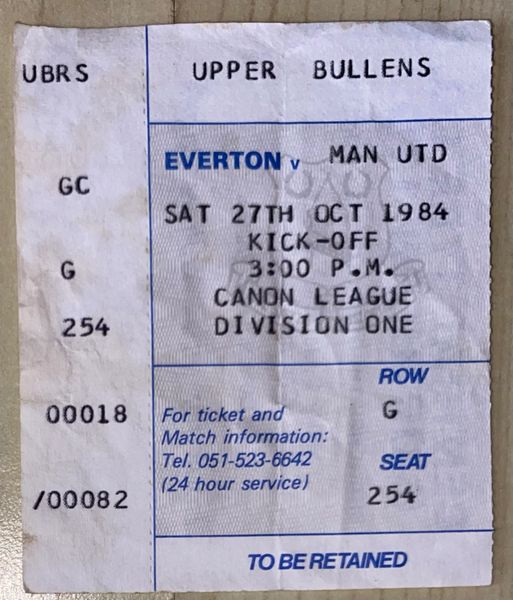 UBRS
GC
G
254
00018
/00082
UPPER BULLENS
EVERTON v MAN UTD
SAT 27TH OCT 1984
KICK-OFF
3:00 P.M.
CANON LEAGUE
DIVISION ONE
For ticket and
Match information:
Tel. 051-523-6642
(24 hour service)
ROW
G
SEAT
254
TO BE RETAINED